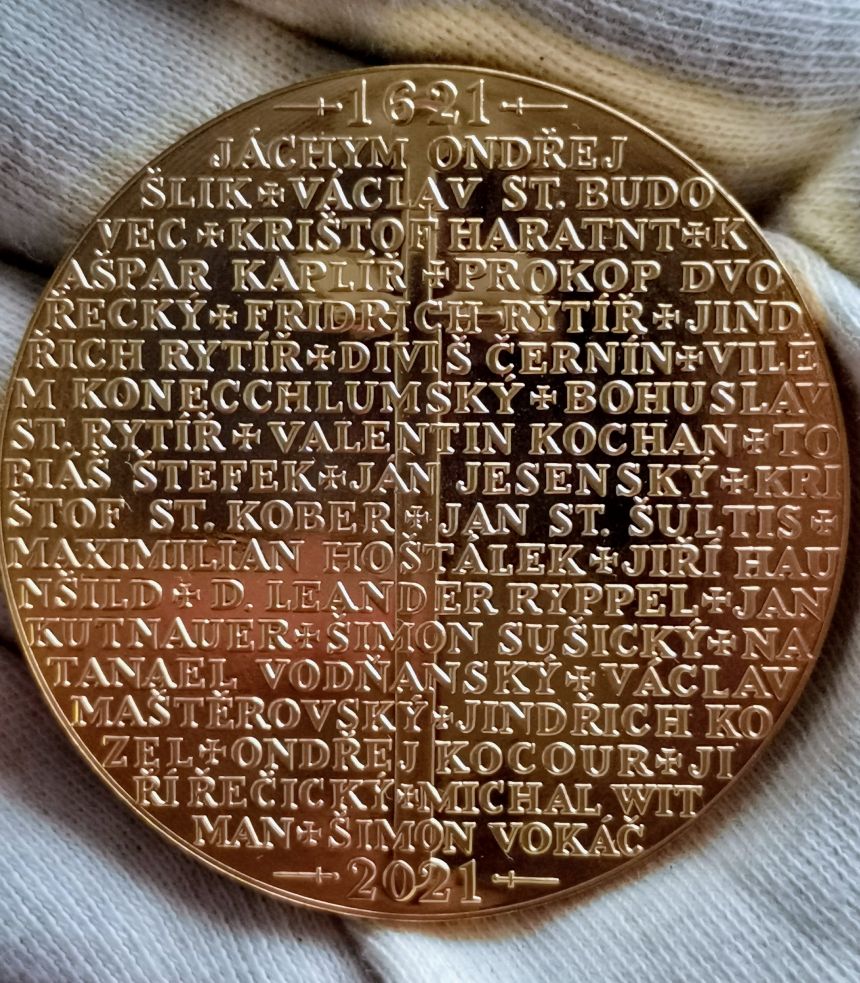 1621
JÁCHYM ONDŘEJ
ŠLIK✢VÁCLAV ST. BUDO
VEC✢KRIŠTOF HARATNT✢K
AŠPAR KAPLÍŘ✢PROKOP DVO
ŘECKÝ✢FRIDRICH RYTÍŘ✢JIND
RICH RYTÍŘ✢DIVIŠ ČERNÍN✢VILE
M KONECCHLUMSKÝ✢BOHUSLAV
ST. RYTÍŘ✢VALENTIN KOCHAN✢TO
BIÁŠ ŠTEFEK✢JAN JESENSKÝ✢KRI
ŠTOF ST. KOBER✢JAN ST. ŠULTIS✢
MAXIMILIAN HOŠŤÁLEK✢JIŘÍ HAU
NŠILD✢D. LEANDER RYPPEL✢JAN
KUTNAUER✢ŠIMON SUŠICKÝ✢NA
TANAEL VODŇANSKÝ✢VÁCLAV
MAŠTĚROVSKÝ✢JINDRICH KO
ZEL✢ONDŘEJ KOCOUR✢JI
ŘÍ ŘEČICKÝ✢MICHAL WIT
MAN✢ŠIMON VOKÁČ
2021